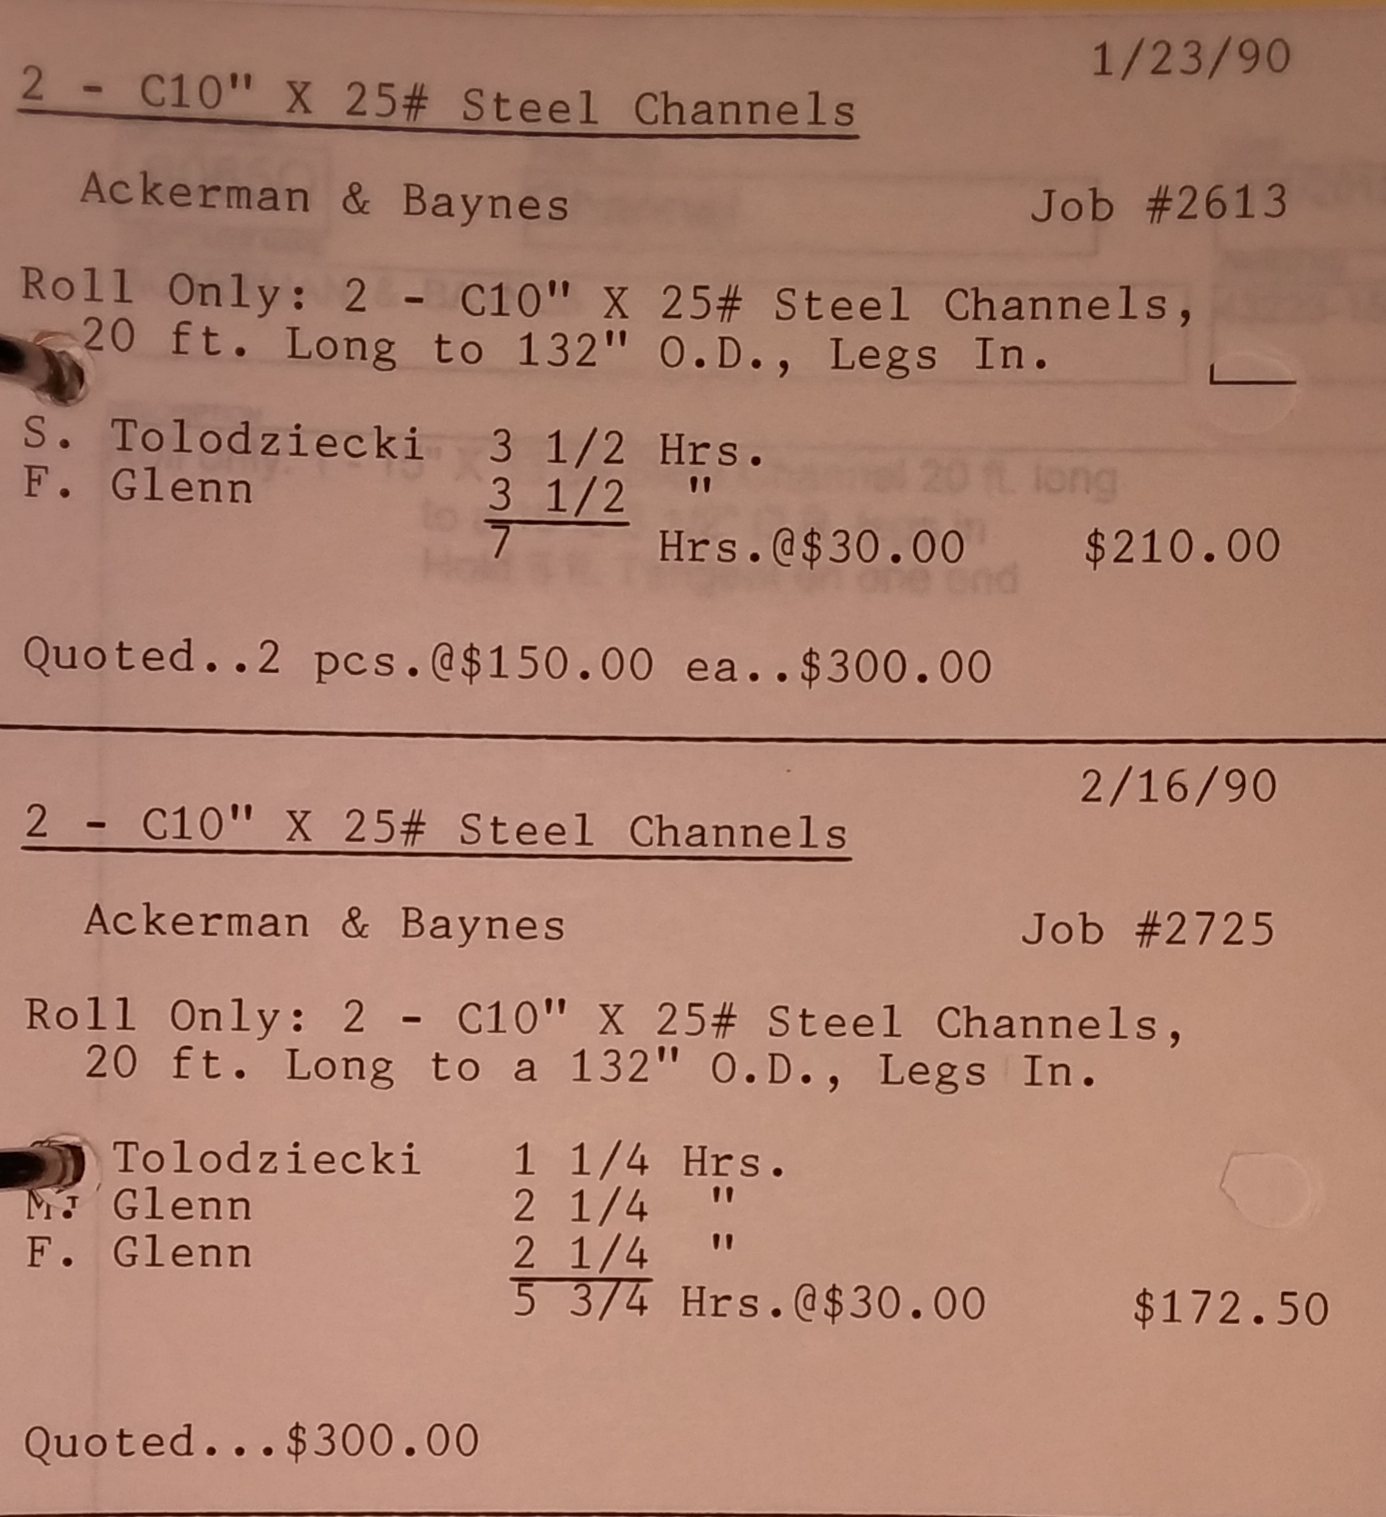 1/23/90
2 - C10" X 25# Steel Channels
Ackerman & Baynes Job #2613
Roll Only: 2 - C10" X 25# Steel Channels,
20 ft. Long to 132" O.D., Legs In.
S. Tolodziecki 3 1/2 Hrs.
F. Glenn 3 1/2 "
7 Hrs.@$30.00 $210.00
Quoted..2 pcs.@$150.00 ea..$300.00
2/16/90
2 - C10" X 25# Steel Channels
Ackerman & Baynes Job #2725
Roll Only: 2 - C10" X 25# Steel Channels,
20 ft. Long to a 132" O.D., Legs In.
Tolodziecki 1 1/4 Hrs.
M. Glenn 2 1/4 "
F. Glenn 2 1/4 "
5 3/4 Hrs.@$30.00 $172.50
Quoted...$300.00